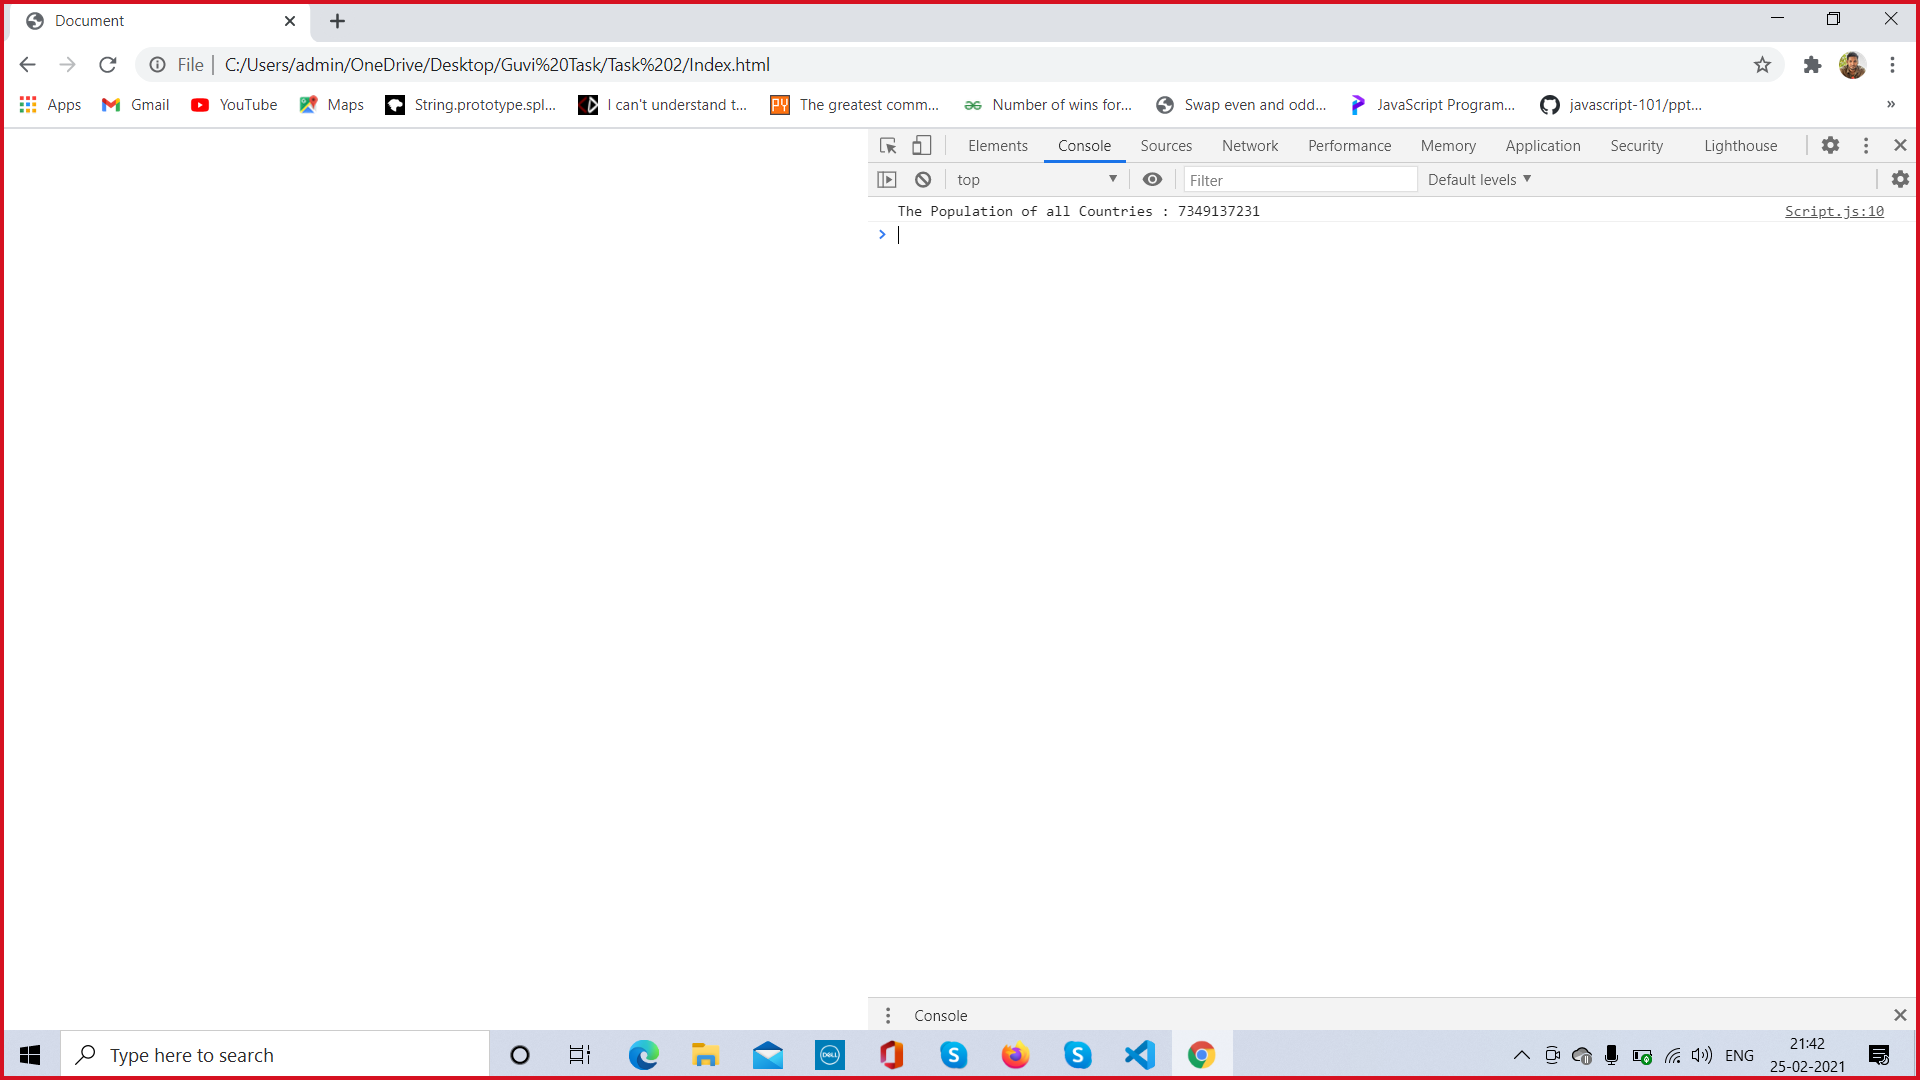 Document
File | C:/Users/admin/OneDrive/Desktop/Guvi%20Task/Task%202/Index.html
Apps Gmail YouTube Maps String.prototype.spl... I can't understand t... The greatest comm... Number of wins for... Swap even and odd... JavaScript Program... javascript-101/ppt... »
Elements Console Sources Network Performance Memory Application Security Lighthouse
top Filter Default levels
The Population of all Countries : 7349137231 Script.js:10
Console
Type here to search
DELL
ENG
21:42
25-02-2021